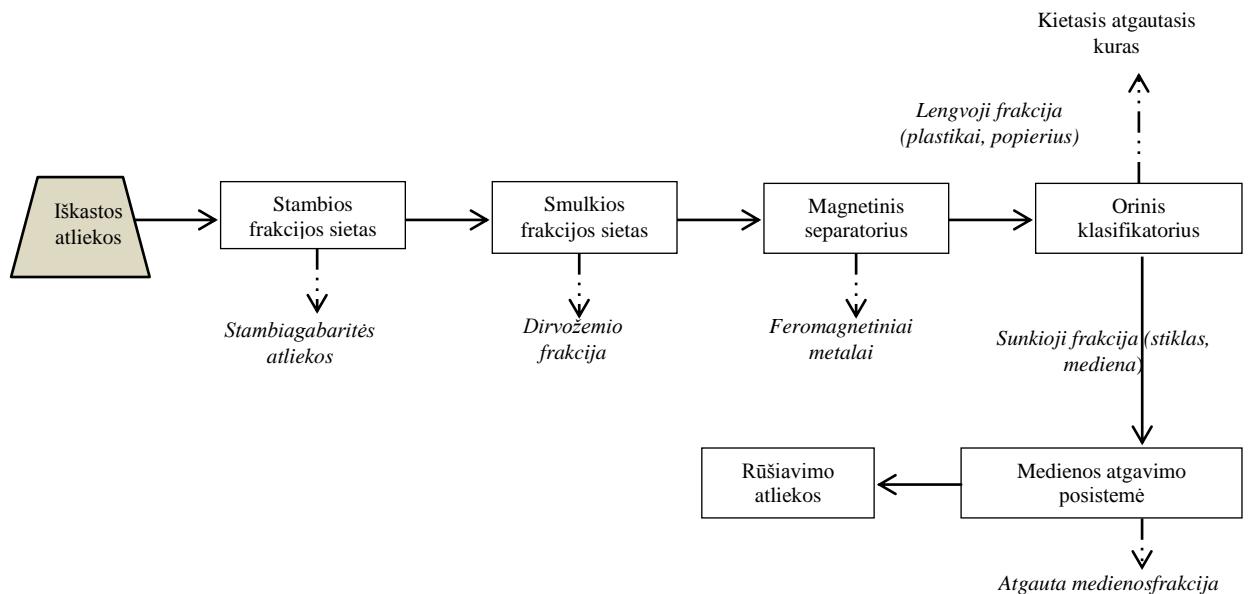 Kietasis atgautasis
kuras
Lengvoji frakcija
(plastikai, popierius)
Iškastos
atliekos
Stambios
frakcijos sietas
Smulkios
frakcijos sietas
Magnetinis
separatorius
Orinis
klasifikatorius
Stambiagabaritės
atliekos
Dirvožemio
frakcija
Feromagnetiniai
metalai
Sunkioji frakcija (stiklas,
mediena)
Rūšiavimo
atliekos
Medienos atgavimo
posistemė
Atgauta medienosfrakcija